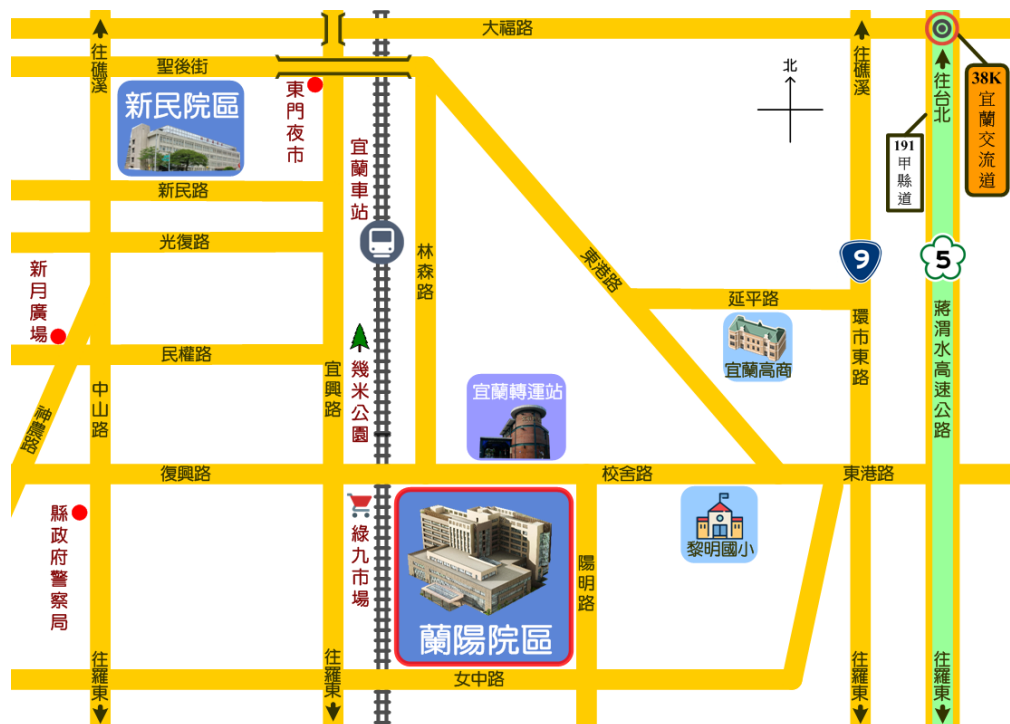 大福路
往礁溪
聖後街
新民院區
東門夜市
北
往礁溪
往台北
38K
宜蘭交流道
191
甲縣道
宜蘭車站
新民路
光復路
林森路
東港路
9
5
新月廣場
延平路
環市東路
蔣渭水高速公路
宜蘭高商
民權路
中山路
神農路
宜興路
幾米公園
宜蘭轉運站
復興路
校舍路
東港路
縣政府警察局
綠九市場
蘭陽院區
陽明路
黎明國小
往羅東
往羅東
女中路
往羅東
往羅東